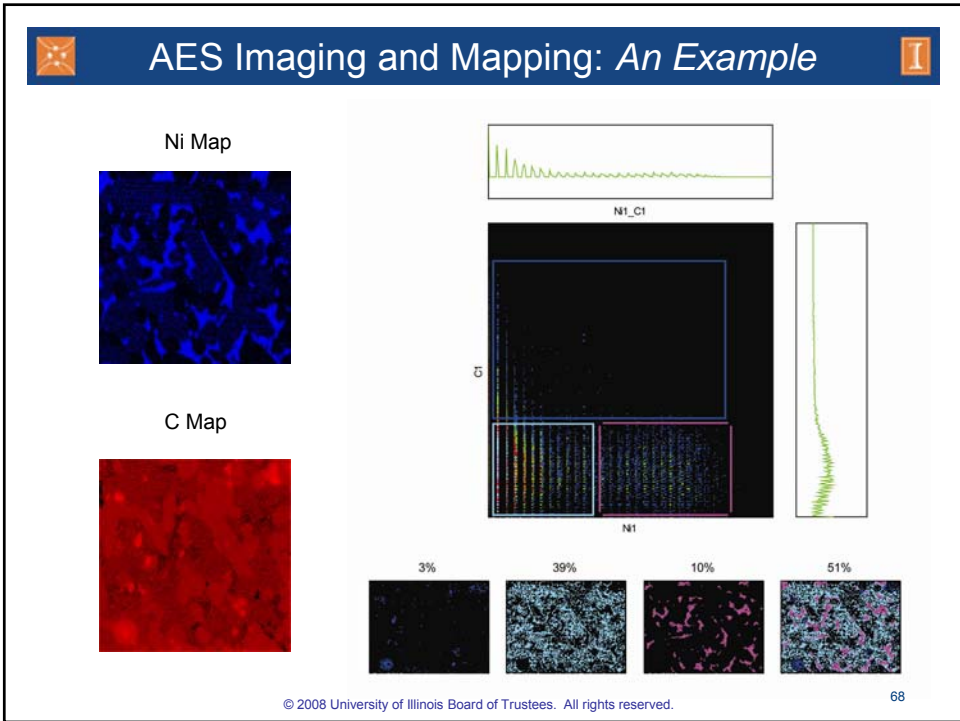 AES Imaging and Mapping: An Example
I
Ni Map
C Map
Ni1_C1
C1
Ni1
3%
39%
10%
51%
© 2008 University of Illinois Board of Trustees. All rights reserved.
68